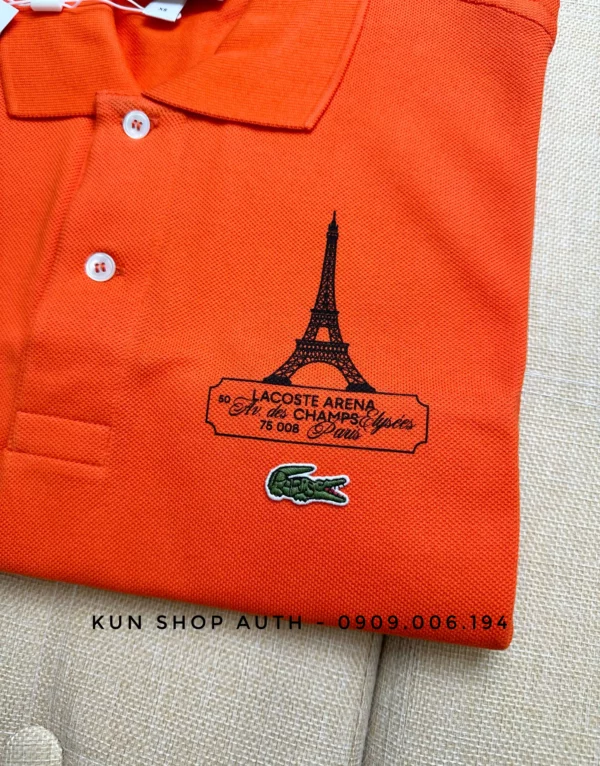 LACOSTE ARENA
50 Av. des CHAMPS Elysées
75 008 Paris
KUN SHOP AUTH - 0909.006.194